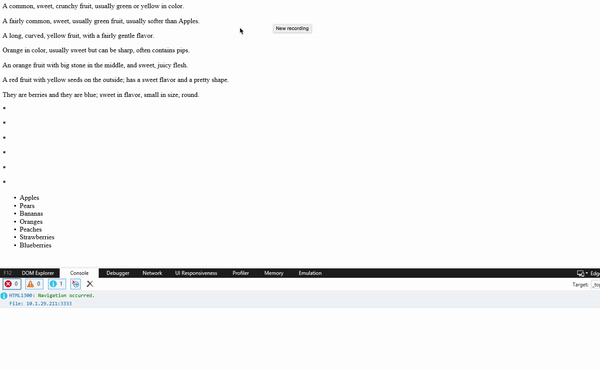 A common, sweet, crunchy fruit, usually green or yellow in color.
A fairly common, sweet, usually green fruit, usually softer than Apples.
New recording
A long, curved, yellow fruit, with a fairly gentle flavor.
Orange in color, usually sweet but can be sharp, often contains pips.
An orange fruit with big stone in the middle, and sweet, juicy flesh.
A red fruit with yellow seeds on the outside; has a sweet flavor and a pretty shape.
They are berries and they are blue; sweet in flavor, small in size, round.
*
*
*
*
*
*
• Apples
• Pears
• Bananas
• Oranges
• Peaches
• Strawberries
• Blueberries
F12 DOM Explorer Console Debugger Network UI Responsiveness Profiler Memory Emulation Edge
0 0 1 Target: _top
HTML1300: Navigation occurred.
File: 10.1.29.211:3333